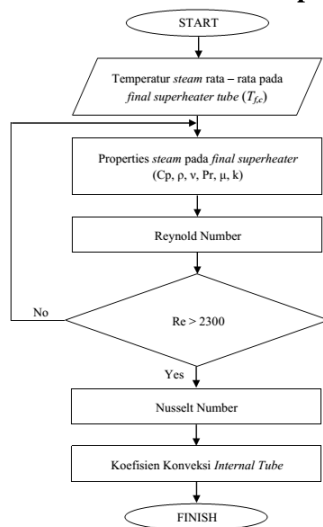 START
Temperatur steam rata – rata pada
final superheater tube (Tf,c)
Properties steam pada final superheater
(Cp, ρ, ν, Pr, μ, k)
Reynold Number
No
Re > 2300
Yes
Nusselt Number
Koefisien Konveksi Internal Tube
FINISH